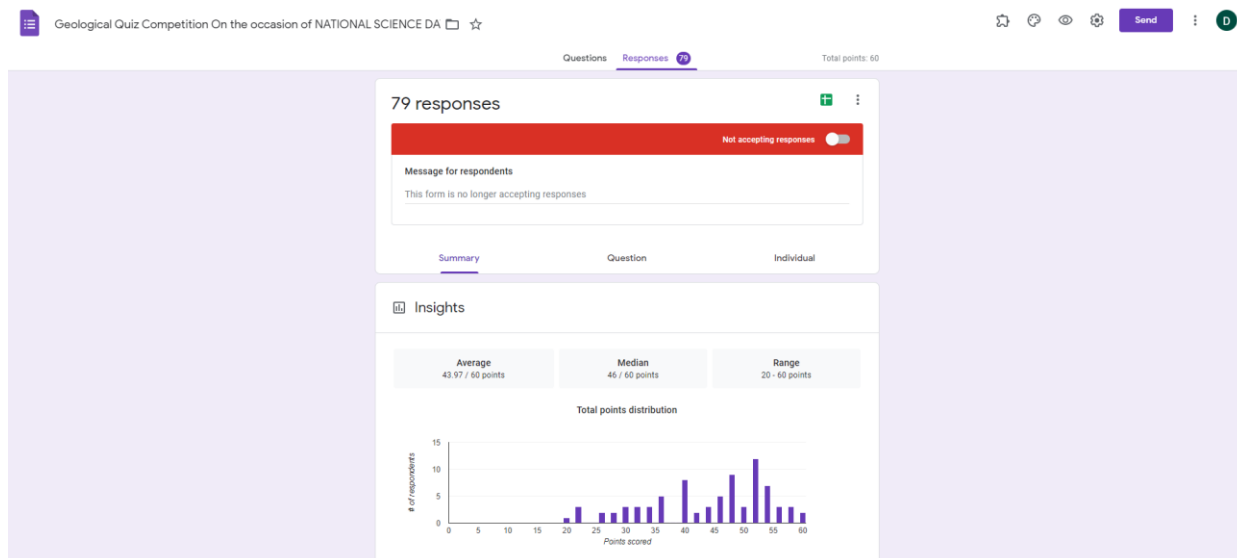 Geological Quiz Competition On the occasion of NATIONAL SCIENCE DA
Send
D
Questions
Responses 79
Total points: 60
79 responses
Not accepting responses
Message for respondents
This form is no longer accepting responses
Summary
Question
Individual
Insights
Average
43.97 / 60 points
Median
46 / 60 points
Range
20 - 60 points
Total points distribution
# of respondents
15
10
5
0
0 5 10 15 20 25 30 35 40 45 50 55 60
Points scored